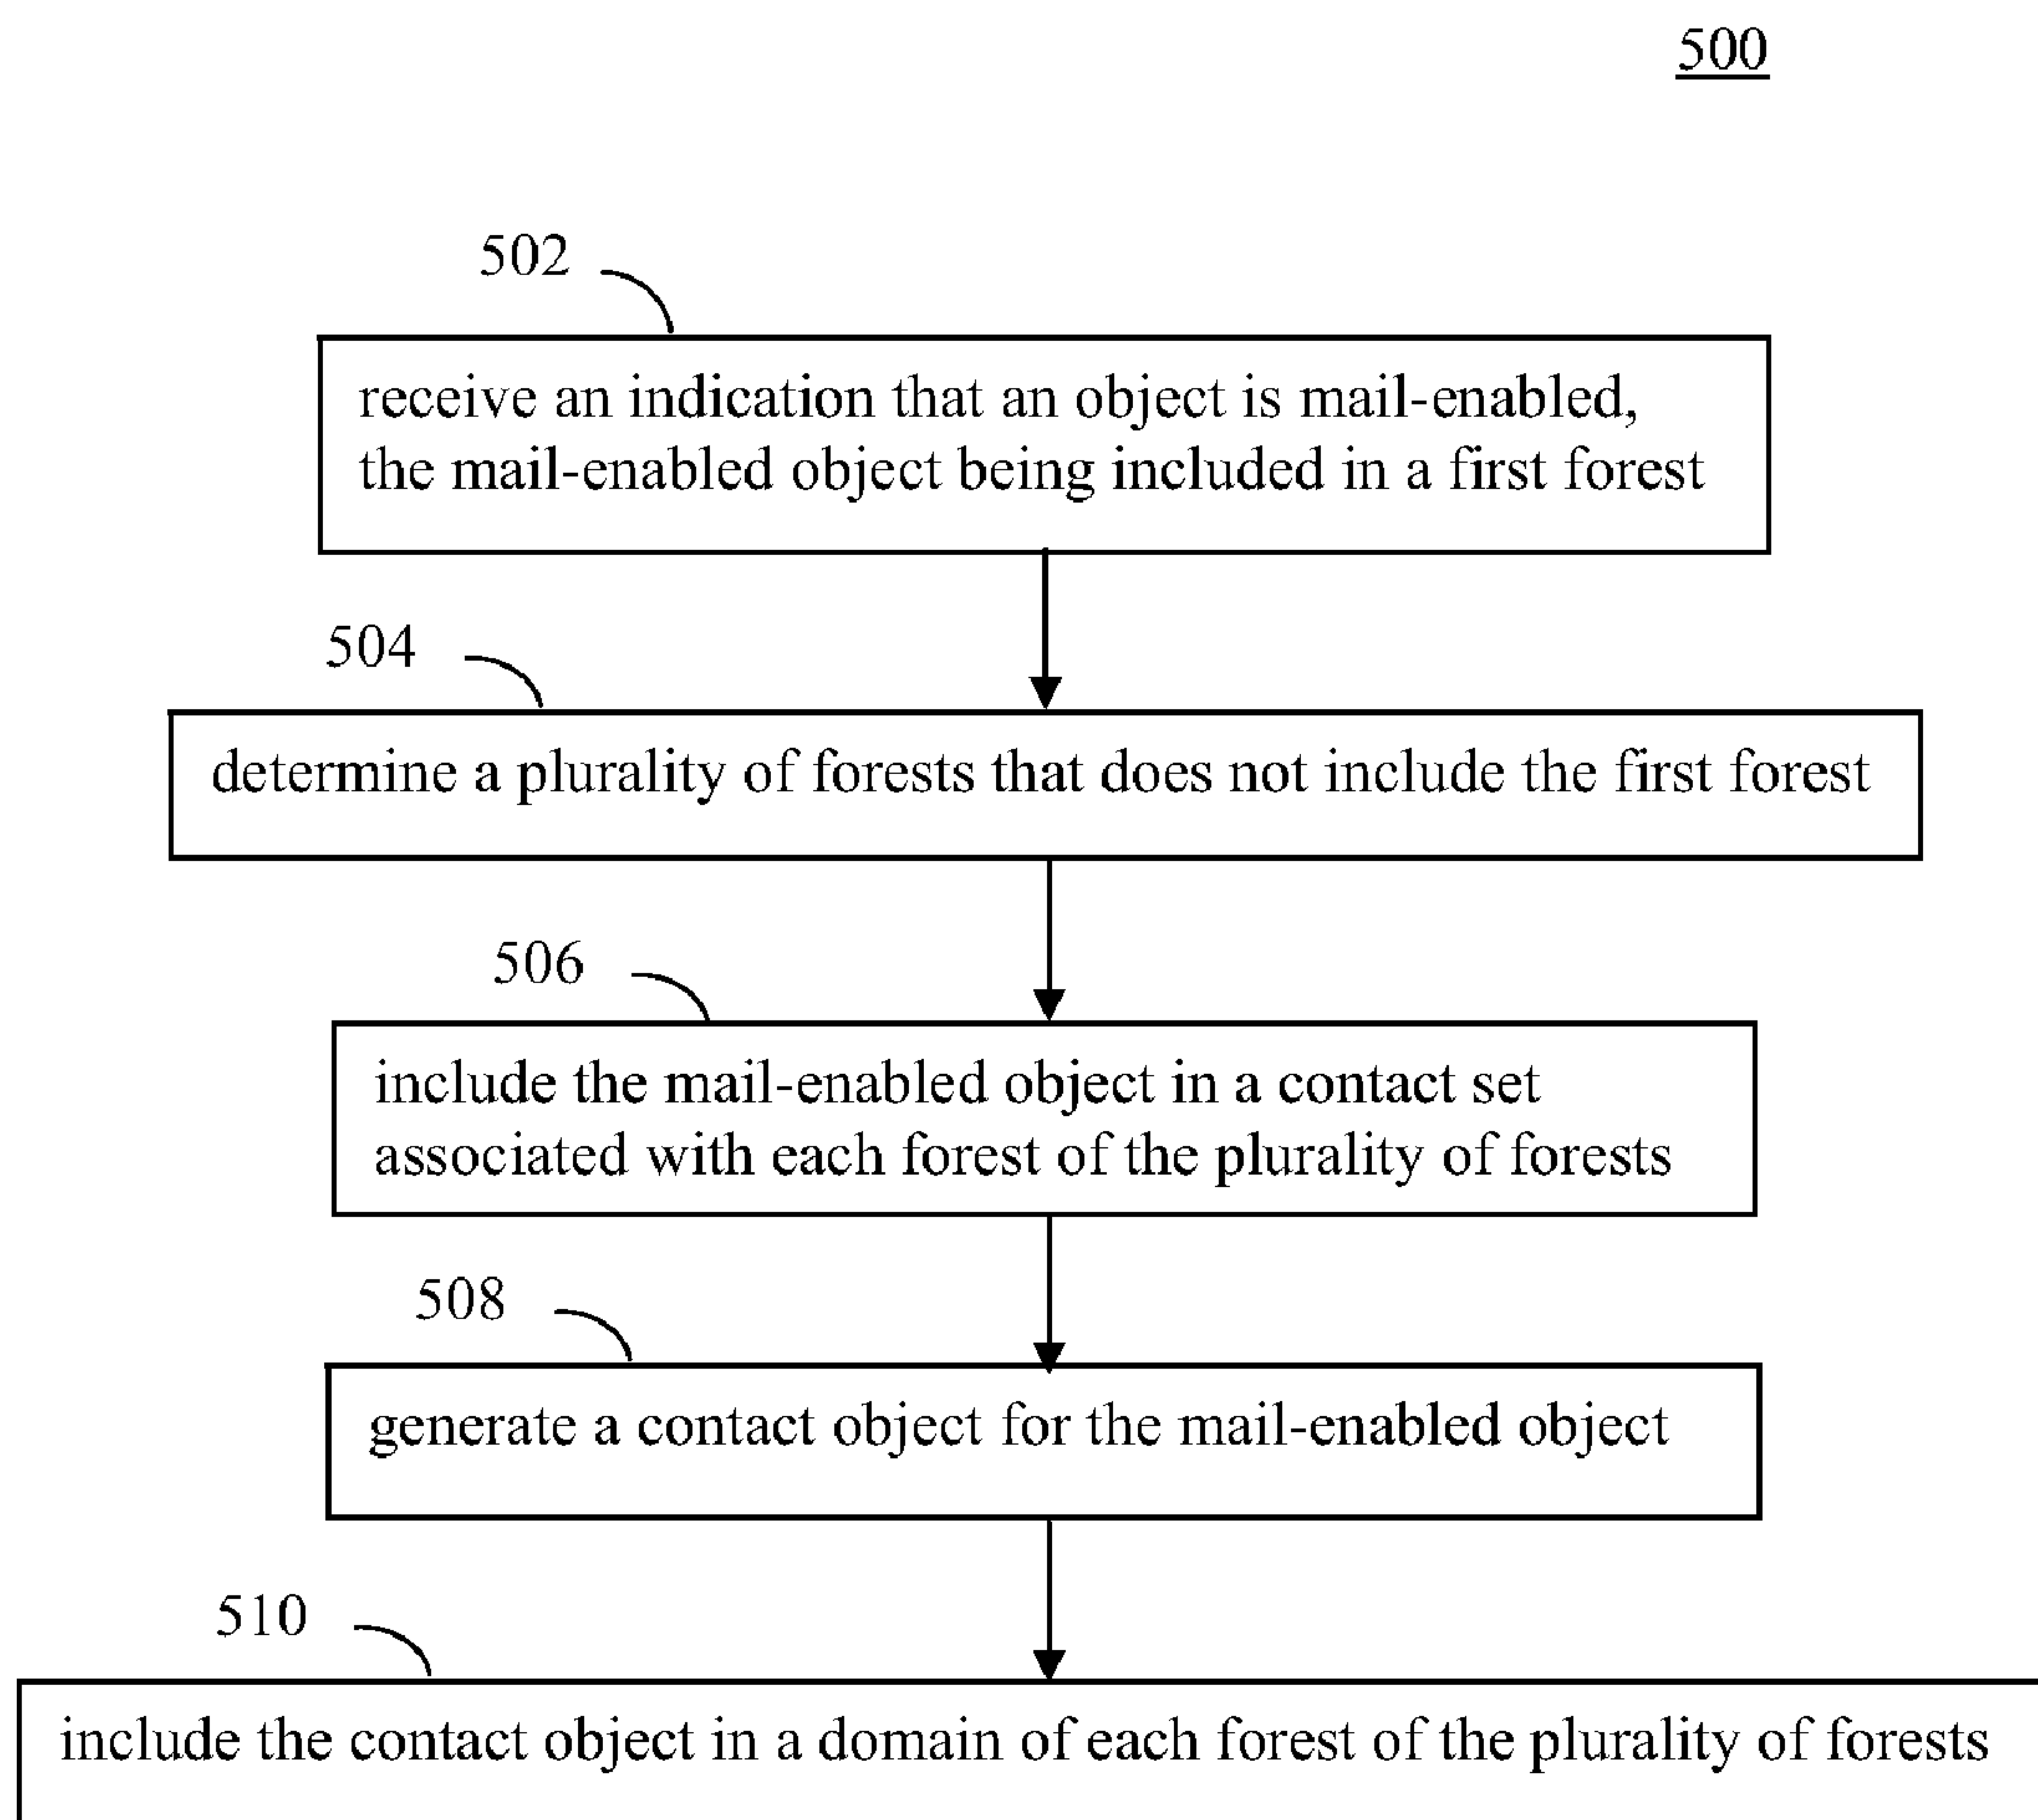 500
502
receive an indication that an object is mail-enabled,
the mail-enabled object being included in a first forest
504
determine a plurality of forests that does not include the first forest
506
include the mail-enabled object in a contact set
associated with each forest of the plurality of forests
508
generate a contact object for the mail-enabled object
510
include the contact object in a domain of each forest of the plurality of forests